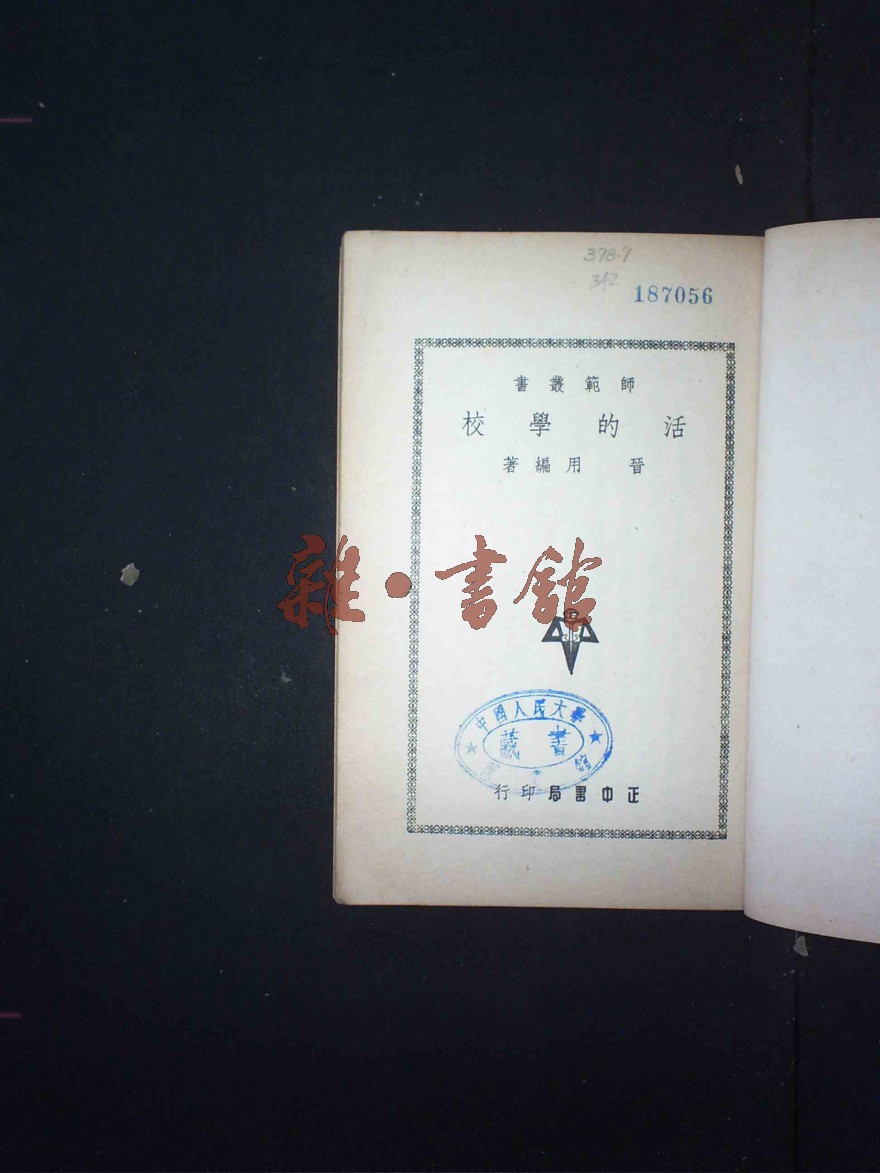 378.7
342
187056
師範叢書
活的學校
晉用編著
雜·書館
中國人民大學
藏書
館
正中書局印行